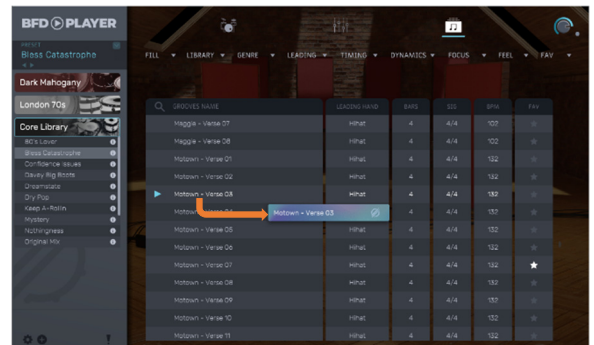 BFD PLAYER
PRESET
Bless Catastrophe
FILL LIBRARY GENRE LEADING TIMING DYNAMICS FOCUS FEEL FAV
Dark Mahogany
London 70s
Core Library
80's Lover
Bless Catastrophe
Confidence Issues
Davey Big Boots
Dreamstate
Dry Pop
Keep A-Rollin
Mystery
Nothingness
Original Mix
GROOVES NAME LEADING HAND BARS SIG BPM FAV
Maggie - Verse 07 Hihat 4 4/4 102
Maggie - Verse 08 Hihat 4 4/4 102
Motown - Verse 01 Hihat 4 4/4 132
Motown - Verse 02 Hihat 4 4/4 132
Motown - Verse 03 Hihat 4 4/4 132
Motown - Verse 03
Hihat 4 4/4 132
Motown - Verse 05 Hihat 4 4/4 132
Motown - Verse 06 Hihat 4 4/4 132
Motown - Verse 07 Hihat 4 4/4 132
Motown - Verse 08 Hihat 4 4/4 132
Motown - Verse 09 Hihat 4 4/4 132
Motown - Verse 10 Hihat 4 4/4 132
Motown - Verse 11 Hihat 4 4/4 132